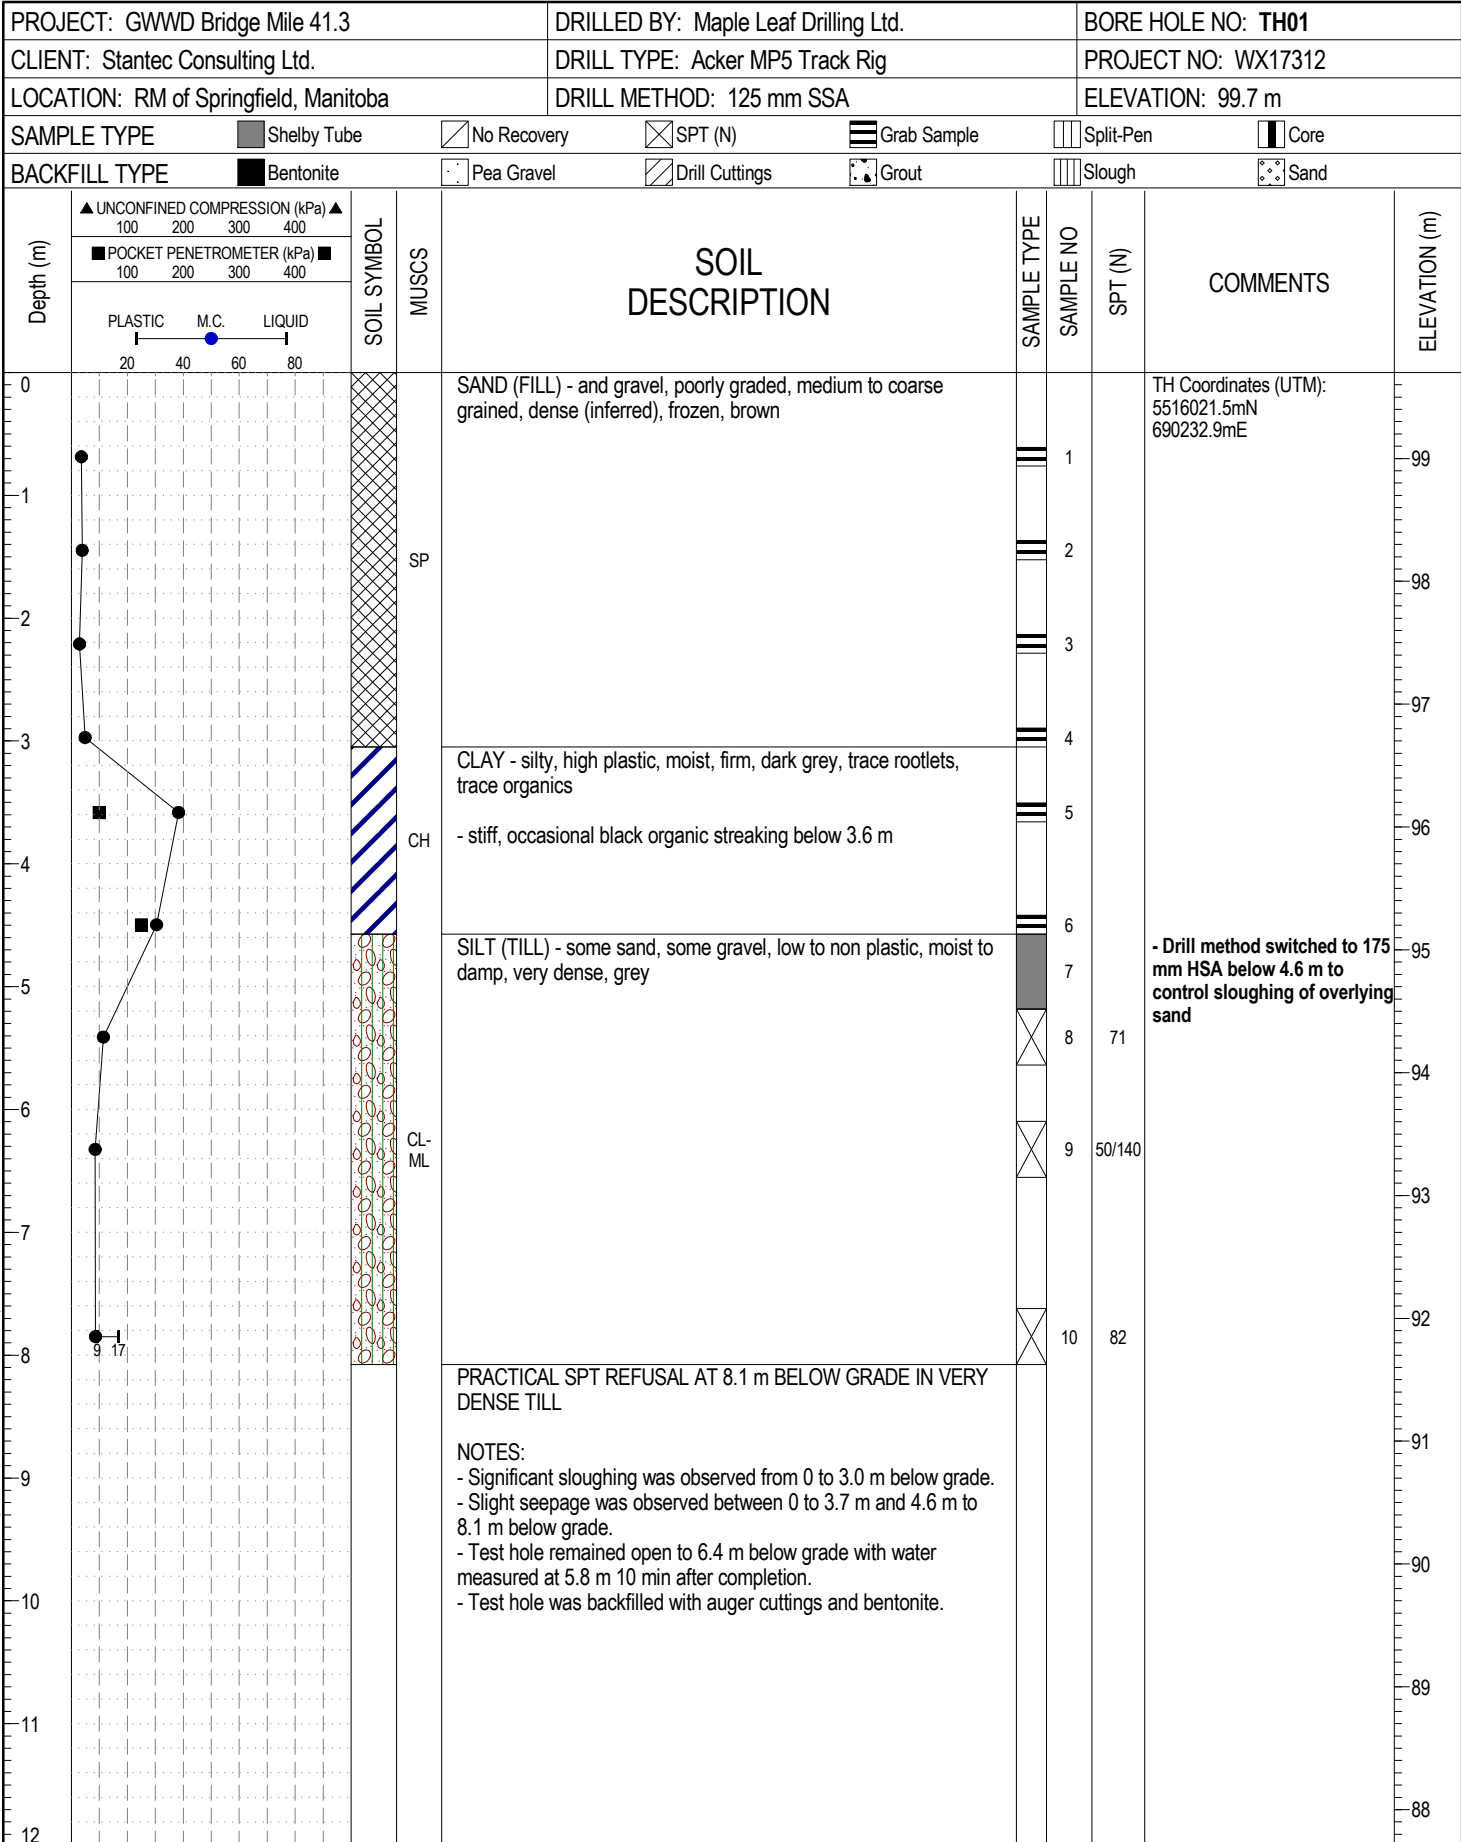 PROJECT: GWWD Bridge Mile 41.3 DRILLED BY: Maple Leaf Drilling Ltd. BORE HOLE NO: TH01
CLIENT: Stantec Consulting Ltd. DRILL TYPE: Acker MP5 Track Rig PROJECT NO: WX17312
LOCATION: RM of Springfield, Manitoba DRILL METHOD: 125 mm SSA ELEVATION: 99.7 m
SAMPLE TYPE Shelby Tube No Recovery SPT (N) Grab Sample Split-Pen Core
BACKFILL TYPE Bentonite Pea Gravel Drill Cuttings Grout Slough Sand
Depth (m)
UNCONFINED COMPRESSION (kPa)
100 200 300 400
POCKET PENETROMETER (kPa)
100 200 300 400
PLASTIC M.C. LIQUID
20 40 60 80
SOIL SYMBOL
MUSCS
SOIL
DESCRIPTION
SAMPLE TYPE
SAMPLE NO
SPT (N)
COMMENTS
ELEVATION (m)
0
SAND (FILL) - and gravel, poorly graded, medium to coarse
grained, dense (inferred), frozen, brown
TH Coordinates (UTM):
5516021.5mN
690232.9mE
1
99
1
2
SP
98
2
3
97
3
4
CLAY - silty, high plastic, moist, firm, dark grey, trace rootlets,
trace organics
5
- stiff, occasional black organic streaking below 3.6 m
CH
96
4
6
SILT (TILL) - some sand, some gravel, low to non plastic, moist to
damp, very dense, grey
- Drill method switched to 175
mm HSA below 4.6 m to
control sloughing of overlying
sand
95
7
5
8 71
94
6
CL-
ML
9 50/140
93
7
92
10 82
9 17
8
PRACTICAL SPT REFUSAL AT 8.1 m BELOW GRADE IN VERY
DENSE TILL
91
NOTES:
- Significant sloughing was observed from 0 to 3.0 m below grade.
9
- Slight seepage was observed between 0 to 3.7 m and 4.6 m to
8.1 m below grade.
- Test hole remained open to 6.4 m below grade with water
measured at 5.8 m 10 min after completion.
90
- Test hole was backfilled with auger cuttings and bentonite.
10
89
11
88
12